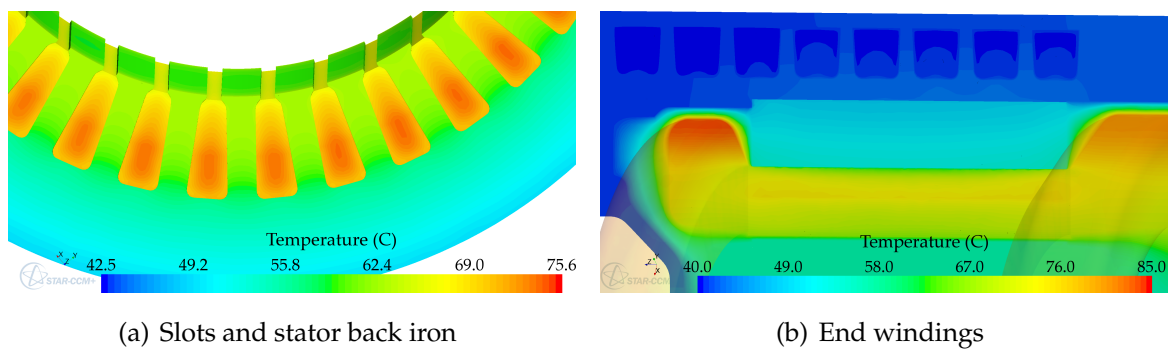 Temperature (C)
42.5 49.2 55.8 62.4 69.0 75.6
STAR-CCM+
X Y
Z
(a) Slots and stator back iron
Temperature (C)
40.0 49.0 58.0 67.0 76.0 85.0
STAR-CCM+
Z Y
X
(b) End windings